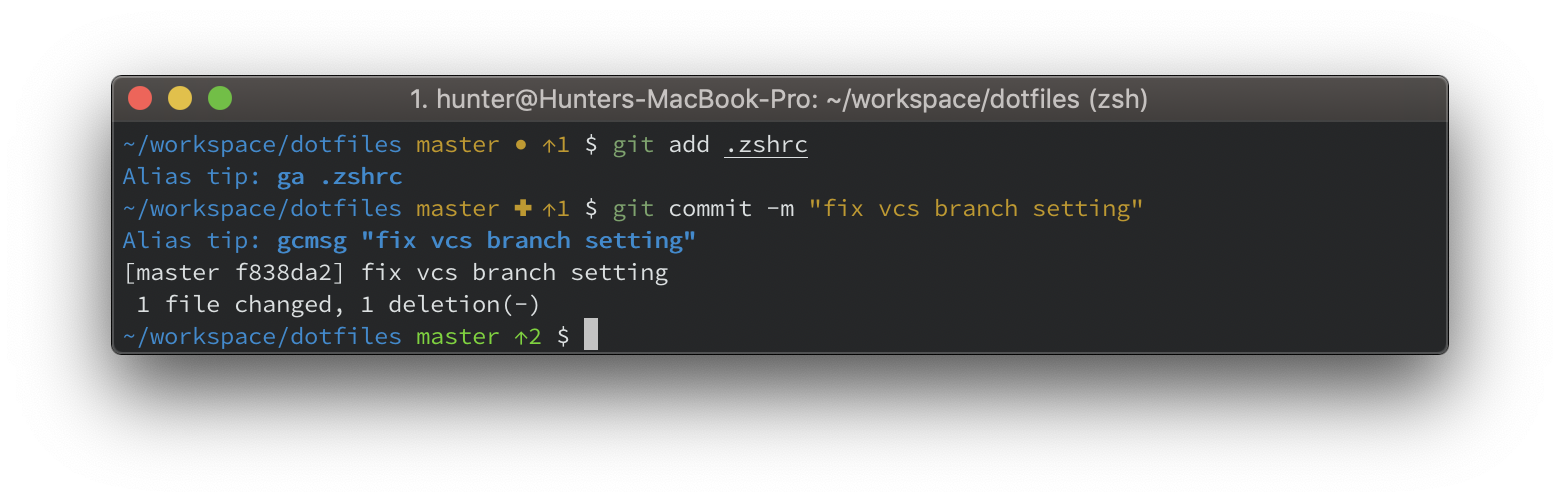 1. hunter@Hunters-MacBook-Pro: ~/workspace/dotfiles (zsh)
~/workspace/dotfiles master • ↑1 $ git add .zshrc
Alias tip: ga .zshrc
~/workspace/dotfiles master ✚ ↑1 $ git commit -m "fix vcs branch setting"
Alias tip: gcmsg "fix vcs branch setting"
[master f838da2] fix vcs branch setting
 1 file changed, 1 deletion(-)
~/workspace/dotfiles master ↑2 $